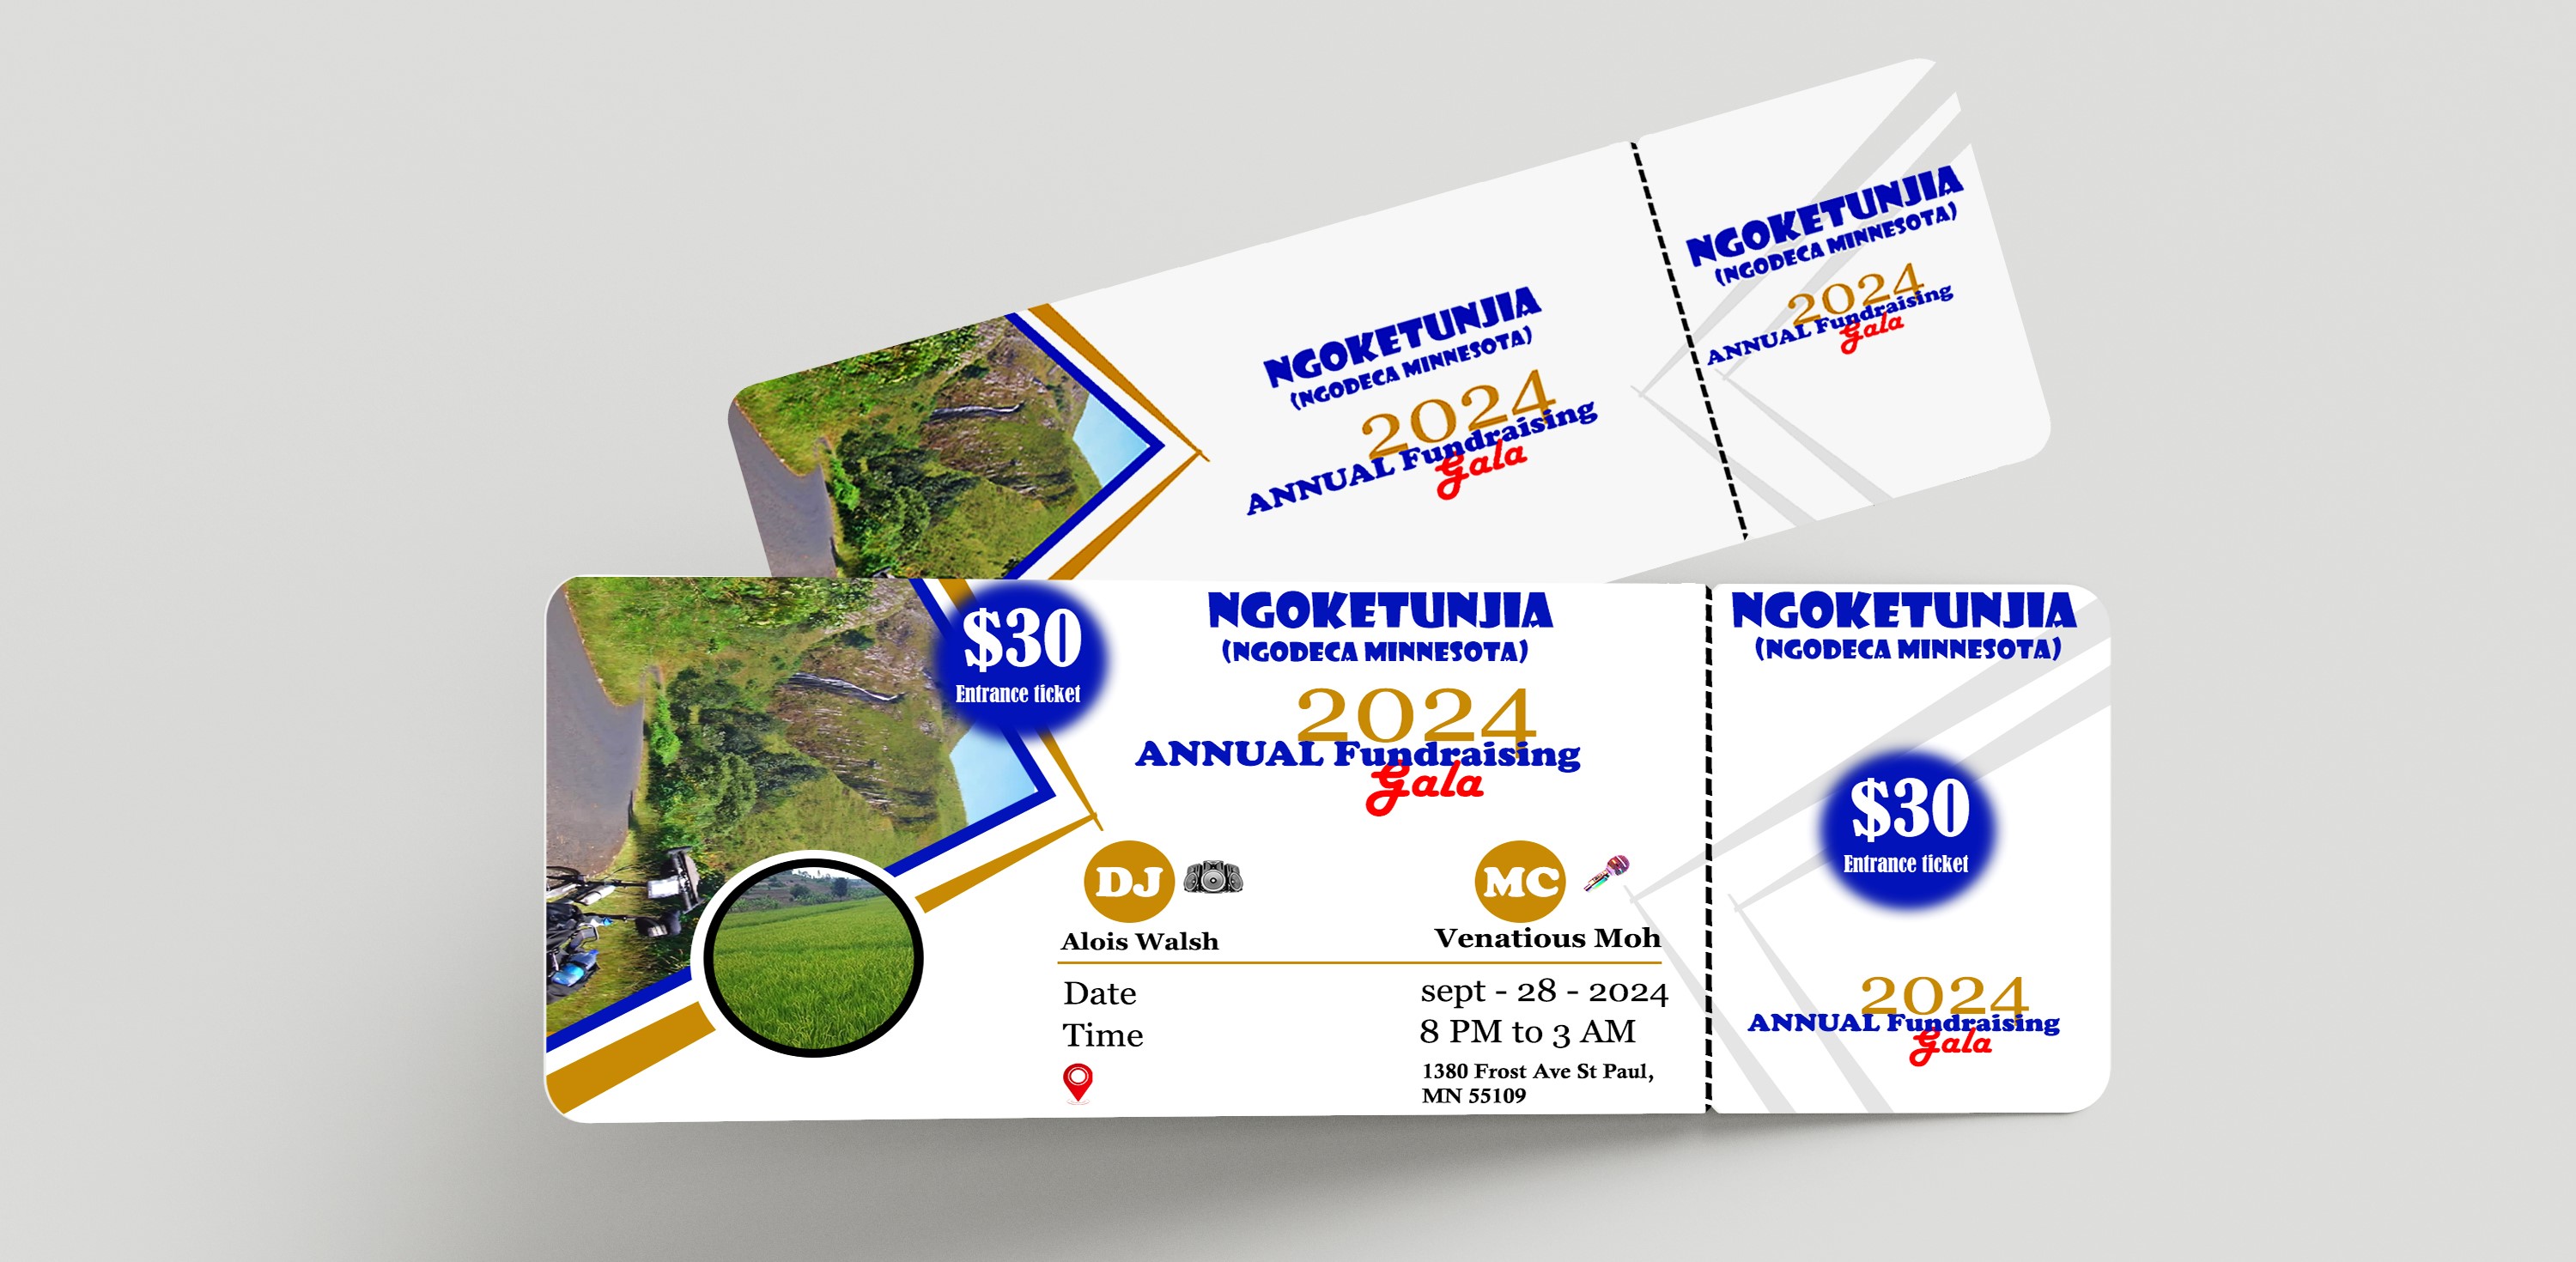 NGOKETUNJIA
(NGODECA MINNESOTA)
2024
ANNUAL Fundraising
Gala
NGOKETUNJIA
(NGODECA MINNESOTA)
2024
ANNUAL Fundraising
Gala
$30
Entrance ticket
NGOKETUNJIA
(NGODECA MINNESOTA)
2024
ANNUAL Fundraising
Gala
DJ
MC
Alois Walsh
Venatious Moh
Date
sept - 28 - 2024
Time
8 PM to 3 AM
1380 Frost Ave St Paul,
MN 55109
NGOKETUNJIA
(NGODECA MINNESOTA)
$30
Entrance ticket
2024
ANNUAL Fundraising
Gala